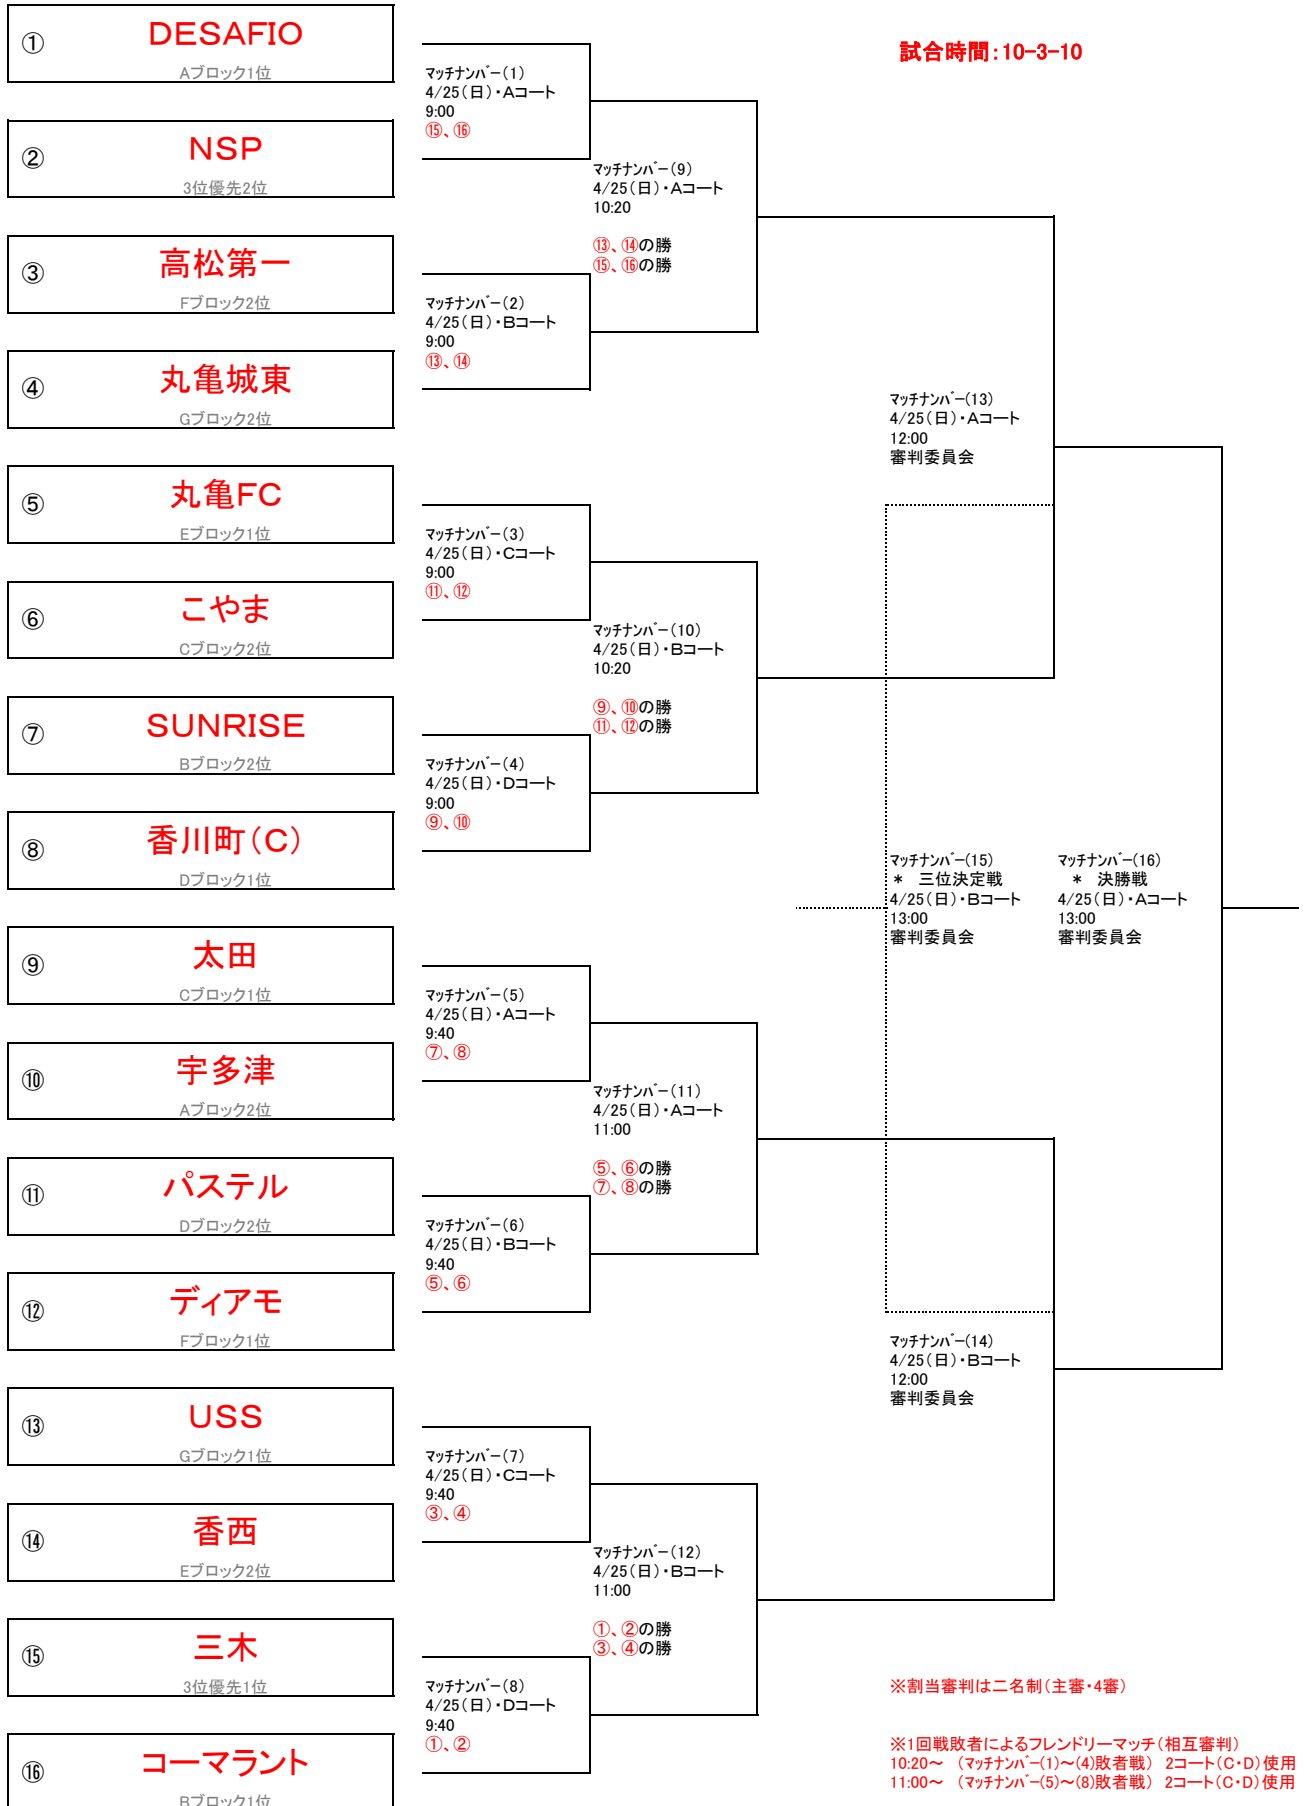 ① DESAFIO
Aブロック1位
② NSP
3位優先2位
③ 高松第一
Fブロック2位
④ 丸亀城東
Gブロック2位
⑤ 丸亀FC
Eブロック1位
⑥ こやま
Cブロック2位
⑦ SUNRISE
Bブロック2位
⑧ 香川町(C)
Dブロック1位
⑨ 太田
Cブロック1位
⑩ 宇多津
Aブロック2位
⑪ パステル
Dブロック2位
⑫ ディアモ
Fブロック1位
⑬ USS
Gブロック1位
⑭ 香西
Eブロック2位
⑮ 三木
3位優先1位
⑯ コーマラント
Bブロック1位
マッチナンバー(1)
4/25(日)・Aコート
9:00
⑮、⑯
マッチナンバー(2)
4/25(日)・Bコート
9:00
⑬、⑭
マッチナンバー(3)
4/25(日)・Cコート
9:00
⑪、⑫
マッチナンバー(4)
4/25(日)・Dコート
9:00
⑨、⑩
マッチナンバー(5)
4/25(日)・Aコート
9:40
⑦、⑧
マッチナンバー(6)
4/25(日)・Bコート
9:40
⑤、⑥
マッチナンバー(7)
4/25(日)・Cコート
9:40
③、④
マッチナンバー(8)
4/25(日)・Dコート
9:40
①、②
マッチナンバー(9)
4/25(日)・Aコート
10:20
⑬、⑭の勝
⑮、⑯の勝
マッチナンバー(10)
4/25(日)・Bコート
10:20
⑨、⑩の勝
⑪、⑫の勝
マッチナンバー(11)
4/25(日)・Aコート
11:00
⑤、⑥の勝
⑦、⑧の勝
マッチナンバー(12)
4/25(日)・Bコート
11:00
①、②の勝
③、④の勝
試合時間:10-3-10
マッチナンバー(13)
4/25(日)・Aコート
12:00
審判委員会
マッチナンバー(15)
* 三位決定戦
4/25(日)・Bコート
13:00
審判委員会
マッチナンバー(16)
* 決勝戦
4/25(日)・Aコート
13:00
審判委員会
マッチナンバー(14)
4/25(日)・Bコート
12:00
審判委員会
※割当審判は二名制(主審・4審)
※1回戦敗者によるフレンドリーマッチ(相互審判)
10:20~ (マッチナンバー(1)~(4)敗者戦) 2コート(C・D)使用
11:00~ (マッチナンバー(5)~(8)敗者戦) 2コート(C・D)使用